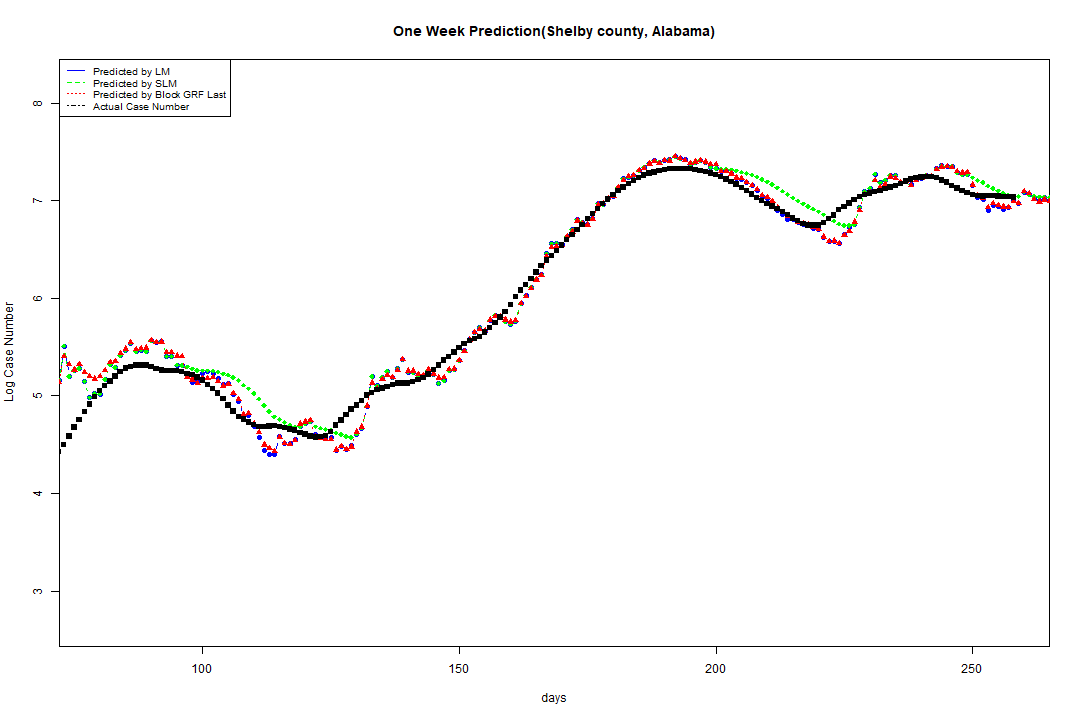 One Week Prediction(Shelby county, Alabama)
Predicted by LM
Predicted by SLM
Predicted by Block GRF Last
Actual Case Number
8
7
6
5
4
3
Log Case Number
100 150 200 250
days